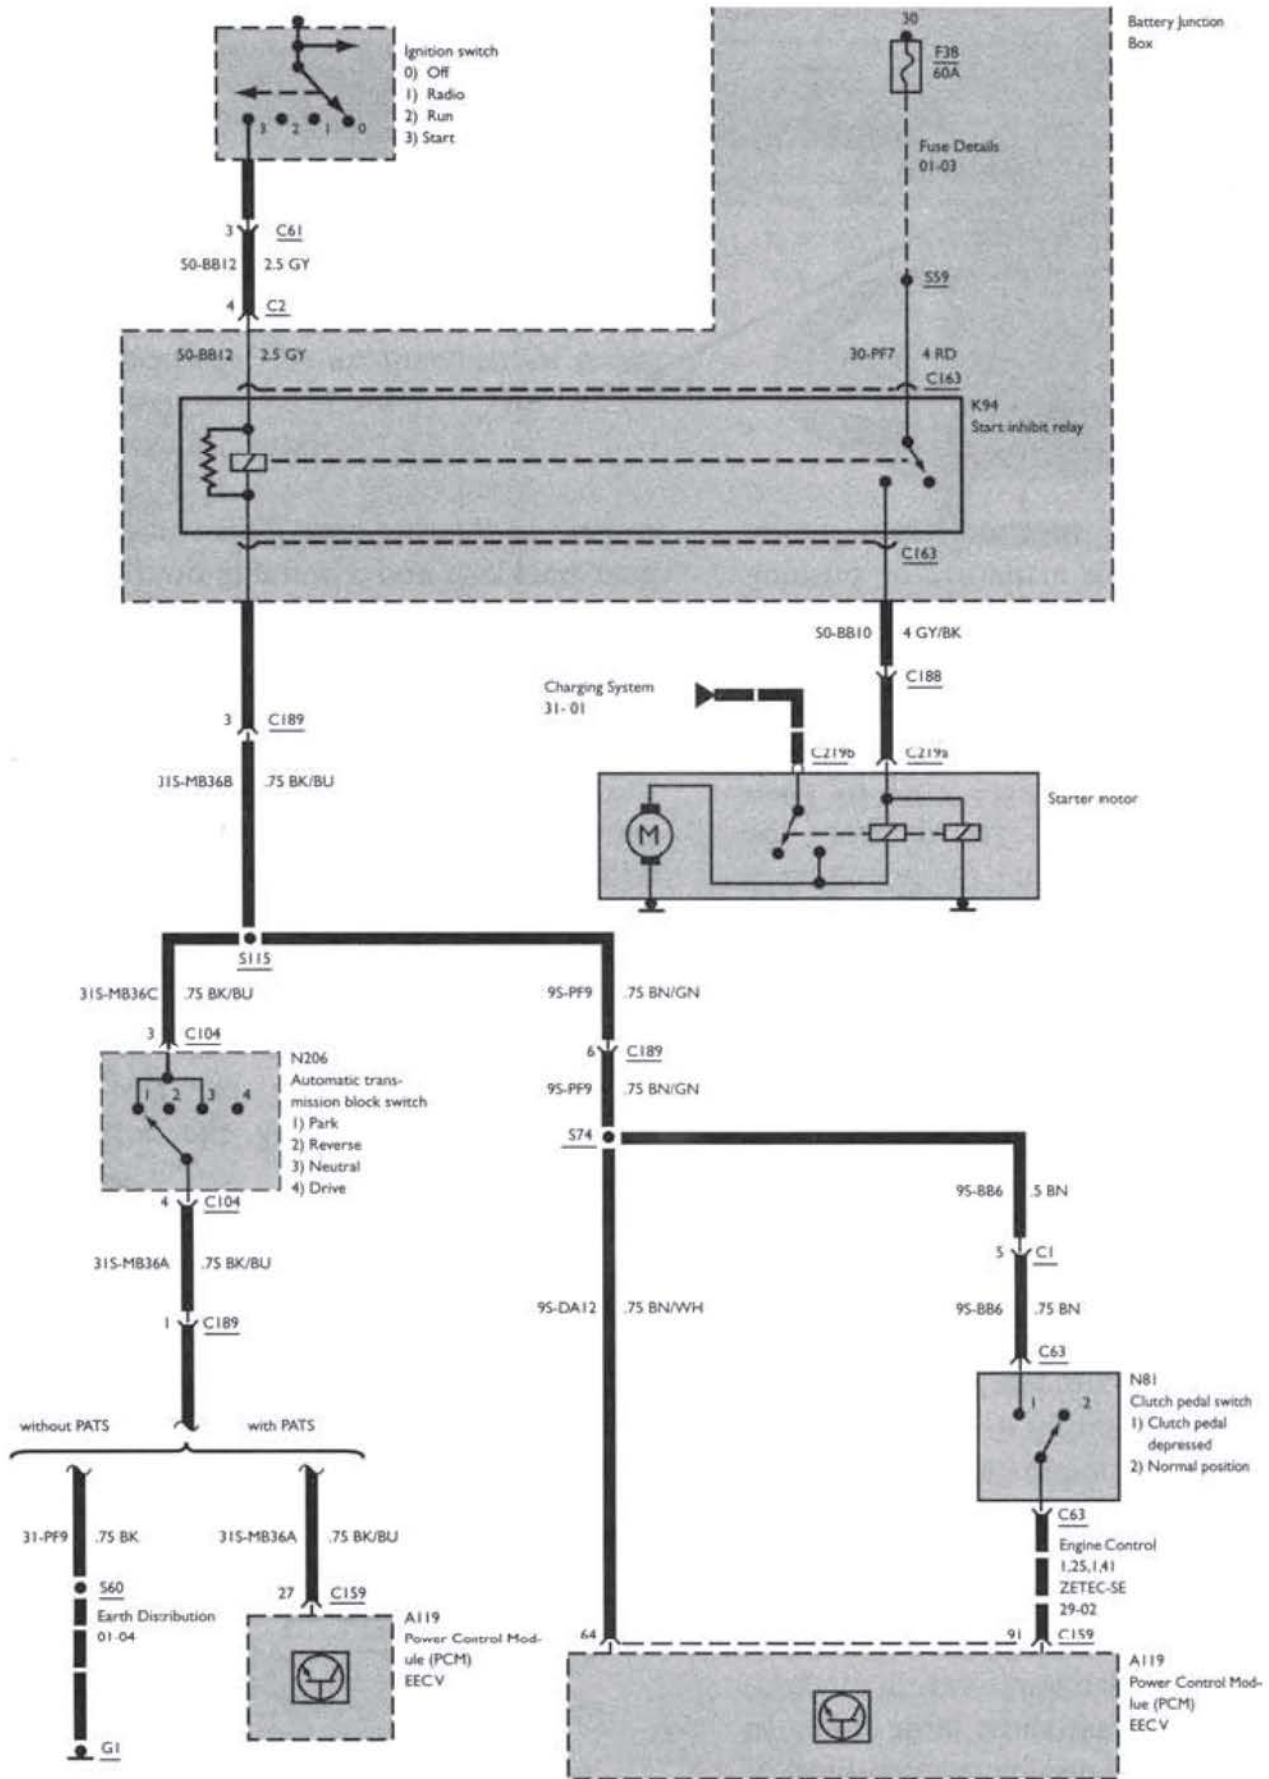 Ignition switch
0) Off
1) Radio
2) Run
3) Start
3 2 1 0
Battery Junction
Box
30
F38
60A
Fuse Details
01-03
3 C61
50-BB12 2.5 GY
4 C2
S59
50-BB12 2.5 GY
30-PF7 4 RD
C163
K94
Start inhibit relay
C163
50-BB10 4 GY/BK
C188
Charging System
31-01
3 C189
C219b C219a
31S-MB36B .75 BK/BU
Starter motor
M
S115
31S-MB36C .75 BK/BU
9S-PF9 .75 BN/GN
3 C104
6 C189
N206
Automatic trans-
mission block switch
1) Park
2) Reverse
3) Neutral
4) Drive
1 2 3 4
9S-PF9 .75 BN/GN
S74
4 C104
9S-BB6 .5 BN
31S-MB36A .75 BK/BU
5 C1
1 C189
9S-DA12 .75 BN/WH
9S-BB6 .75 BN
C63
N81
Clutch pedal switch
1) Clutch pedal
depressed
2) Normal position
1 2
without PATS with PATS
C63
Engine Control
1,25,1,41
ZETEC-SE
29-02
31-PF9 .75 BK
31S-MB36A .75 BK/BU
S60
Earth Distribution
01-04
27 C159
A119
Power Control Mod-
ule (PCM)
EECV
64 91 C159
A119
Power Control Mod-
lue (PCM)
EECV
G1